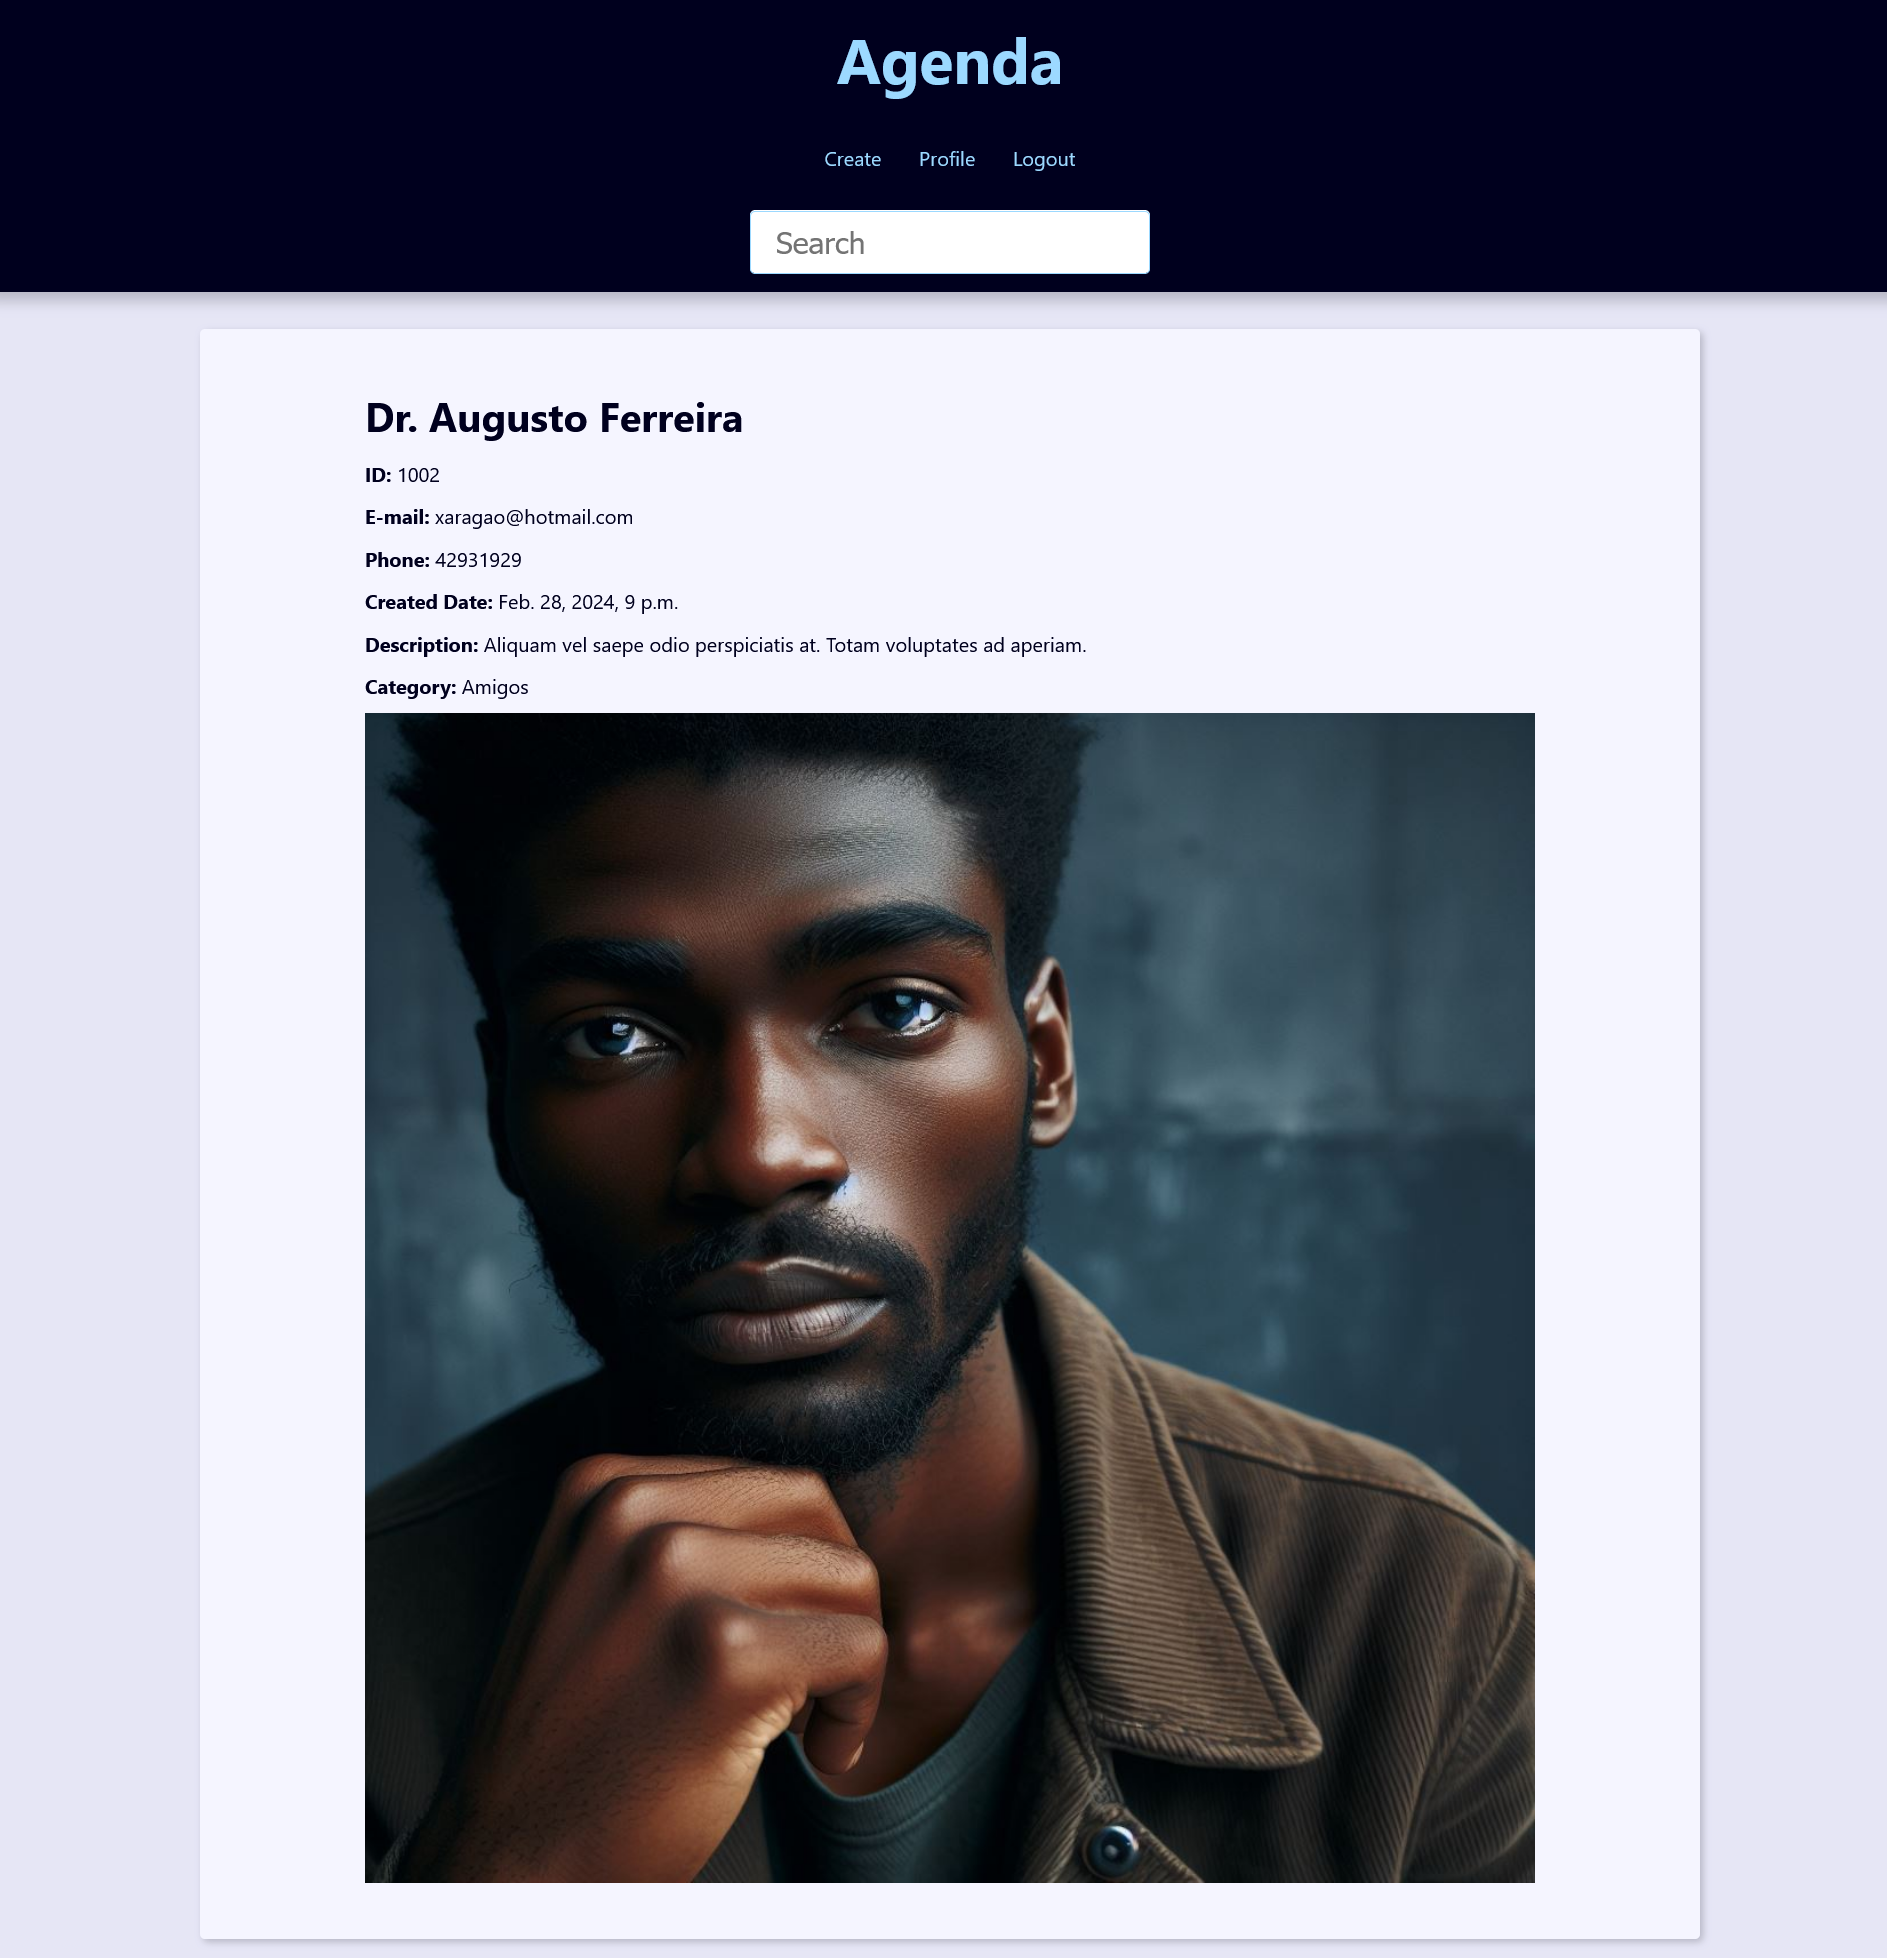 Agenda
Create Profile Logout
Search
Dr. Augusto Ferreira
ID: 1002
E-mail: xaragao@hotmail.com
Phone: 42931929
Created Date: Feb. 28, 2024, 9 p.m.
Description: Aliquam vel saepe odio perspiciatis at. Totam voluptates ad aperiam.
Category: Amigos